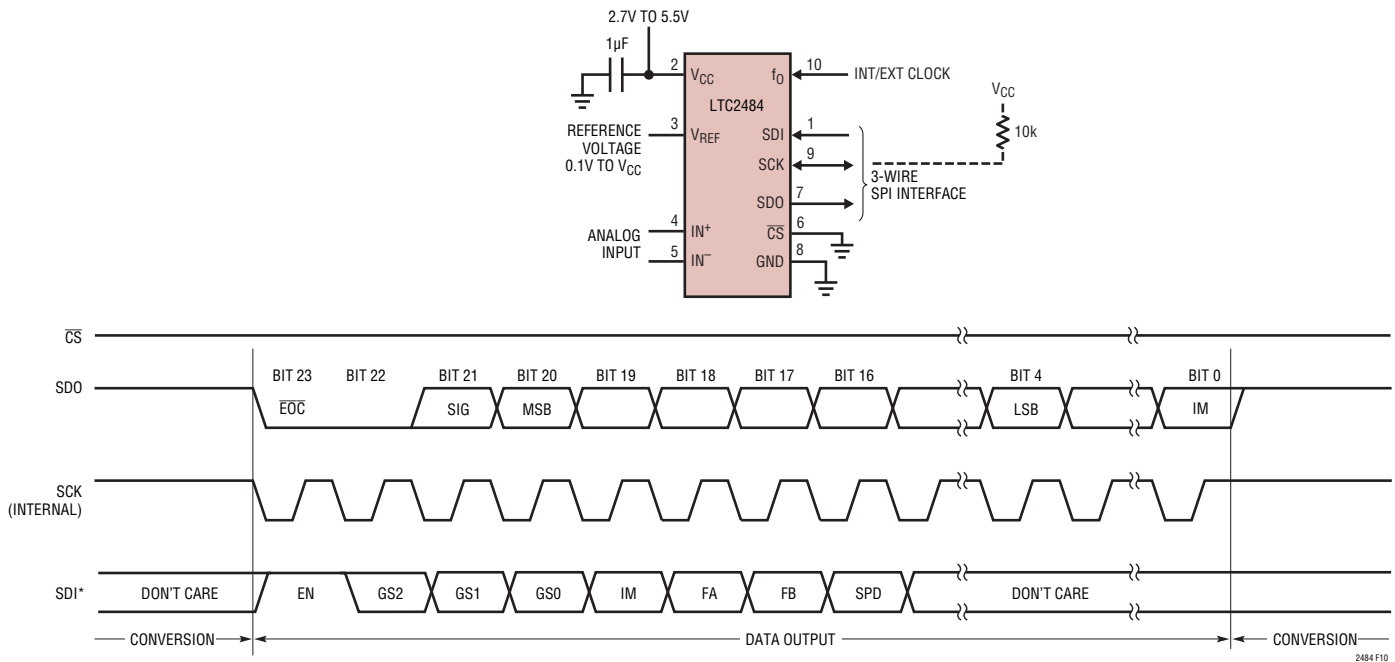 2.7V TO 5.5V
1µF
2 VCC
fO 10 INT/EXT CLOCK
LTC2484
3 VREF
REFERENCE
VOLTAGE
0.1V TO VCC
SDI 1
SCK 9
SDO 7
3-WIRE
SPI INTERFACE
VCC
10k
4 IN+
ANALOG
INPUT
5 IN−
CS 6
GND 8
CS
SDO
BIT 23 BIT 22 BIT 21 BIT 20 BIT 19 BIT 18 BIT 17 BIT 16 BIT 4 BIT 0
EOC SIG MSB LSB IM
SCK
(INTERNAL)
SDI* DON'T CARE EN GS2 GS1 GS0 IM FA FB SPD DON'T CARE
CONVERSION DATA OUTPUT CONVERSION
2484 F10